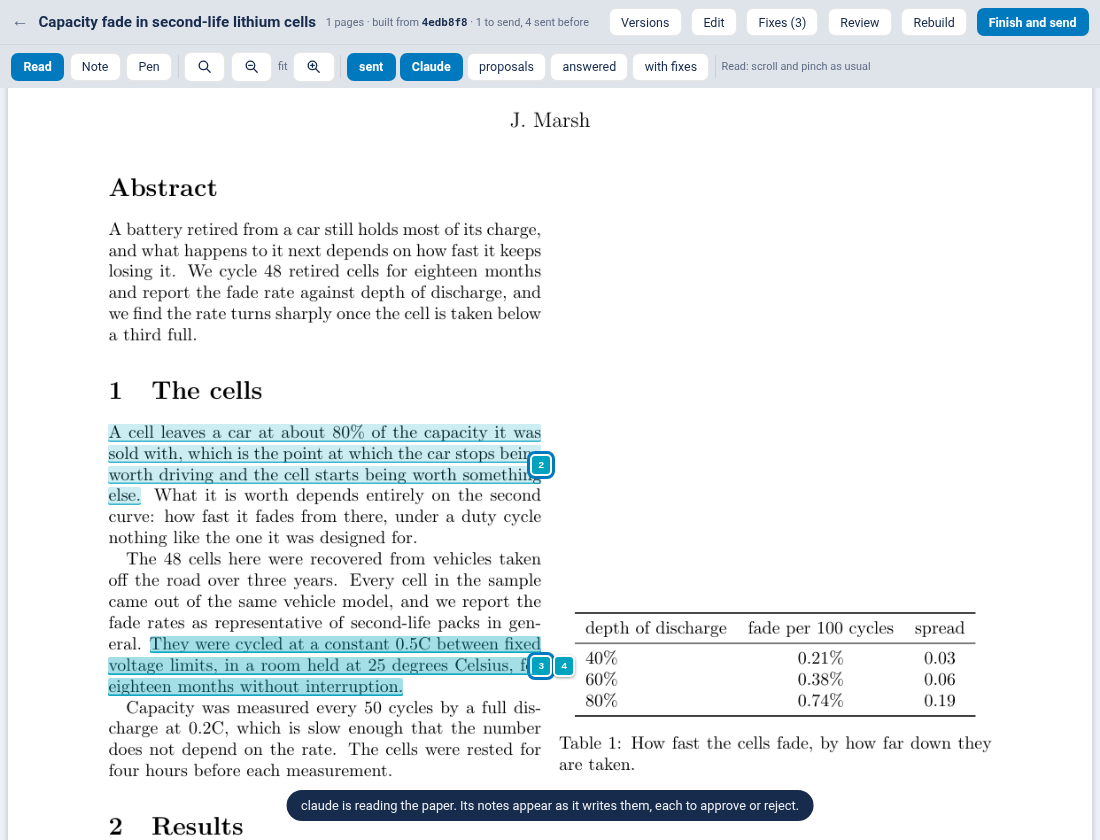 ← Capacity fade in second-life lithium cells 1 pages · built from 4edb8f8 · 1 to send, 4 sent before Versions Edit Fixes (3) Review Rebuild Finish and send
Read Note Pen fit sent Claude proposals answered with fixes Read: scroll and pinch as usual
J. Marsh
Abstract
A battery retired from a car still holds most of its charge,
and what happens to it next depends on how fast it keeps
losing it. We cycle 48 retired cells for eighteen months
and report the fade rate against depth of discharge, and
we find the rate turns sharply once the cell is taken below
a third full.
1 The cells
A cell leaves a car at about 80% of the capacity it was
sold with, which is the point at which the car stops being
2
worth driving and the cell starts being worth something
else. What it is worth depends entirely on the second
curve: how fast it fades from there, under a duty cycle
nothing like the one it was designed for.
The 48 cells here were recovered from vehicles taken
off the road over three years. Every cell in the sample
came out of the same vehicle model, and we report the
fade rates as representative of second-life packs in gen-
eral. They were cycled at a constant 0.5C between fixed
voltage limits, in a room held at 25 degrees Celsius,
3 4
eighteen months without interruption.
Capacity was measured every 50 cycles by a full dis-
charge at 0.2C, which is slow enough that the number
does not depend on the rate. The cells were rested for
four hours before each measurement.
depth of discharge fade per 100 cycles spread
40% 0.21% 0.03
60% 0.38% 0.06
80% 0.74% 0.19
Table 1: How fast the cells fade, by how far down they
are taken.
claude is reading the paper. Its notes appear as it writes them, each to approve or reject.
2 Results